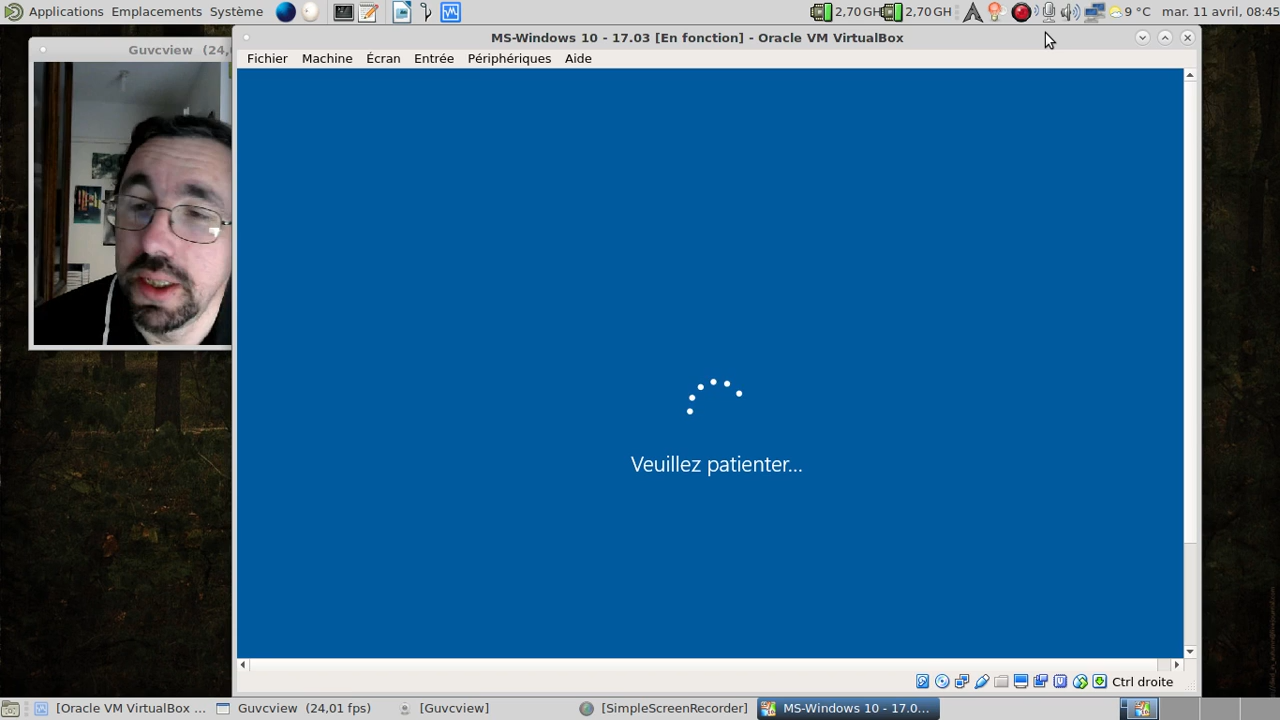 Applications Emplacements Système 2,70 GH 2,70 GH 9 °C mar. 11 avril, 08:45
Guvcview (24,0
MS-Windows 10 - 17.03 [En fonction] - Oracle VM VirtualBox
Fichier Machine Écran Entrée Périphériques Aide
Veuillez patienter...
Ctrl droite
[Oracle VM VirtualBox ... Guvcview (24,01 fps) [Guvcview] [SimpleScreenRecorder] MS-Windows 10 - 17.0...